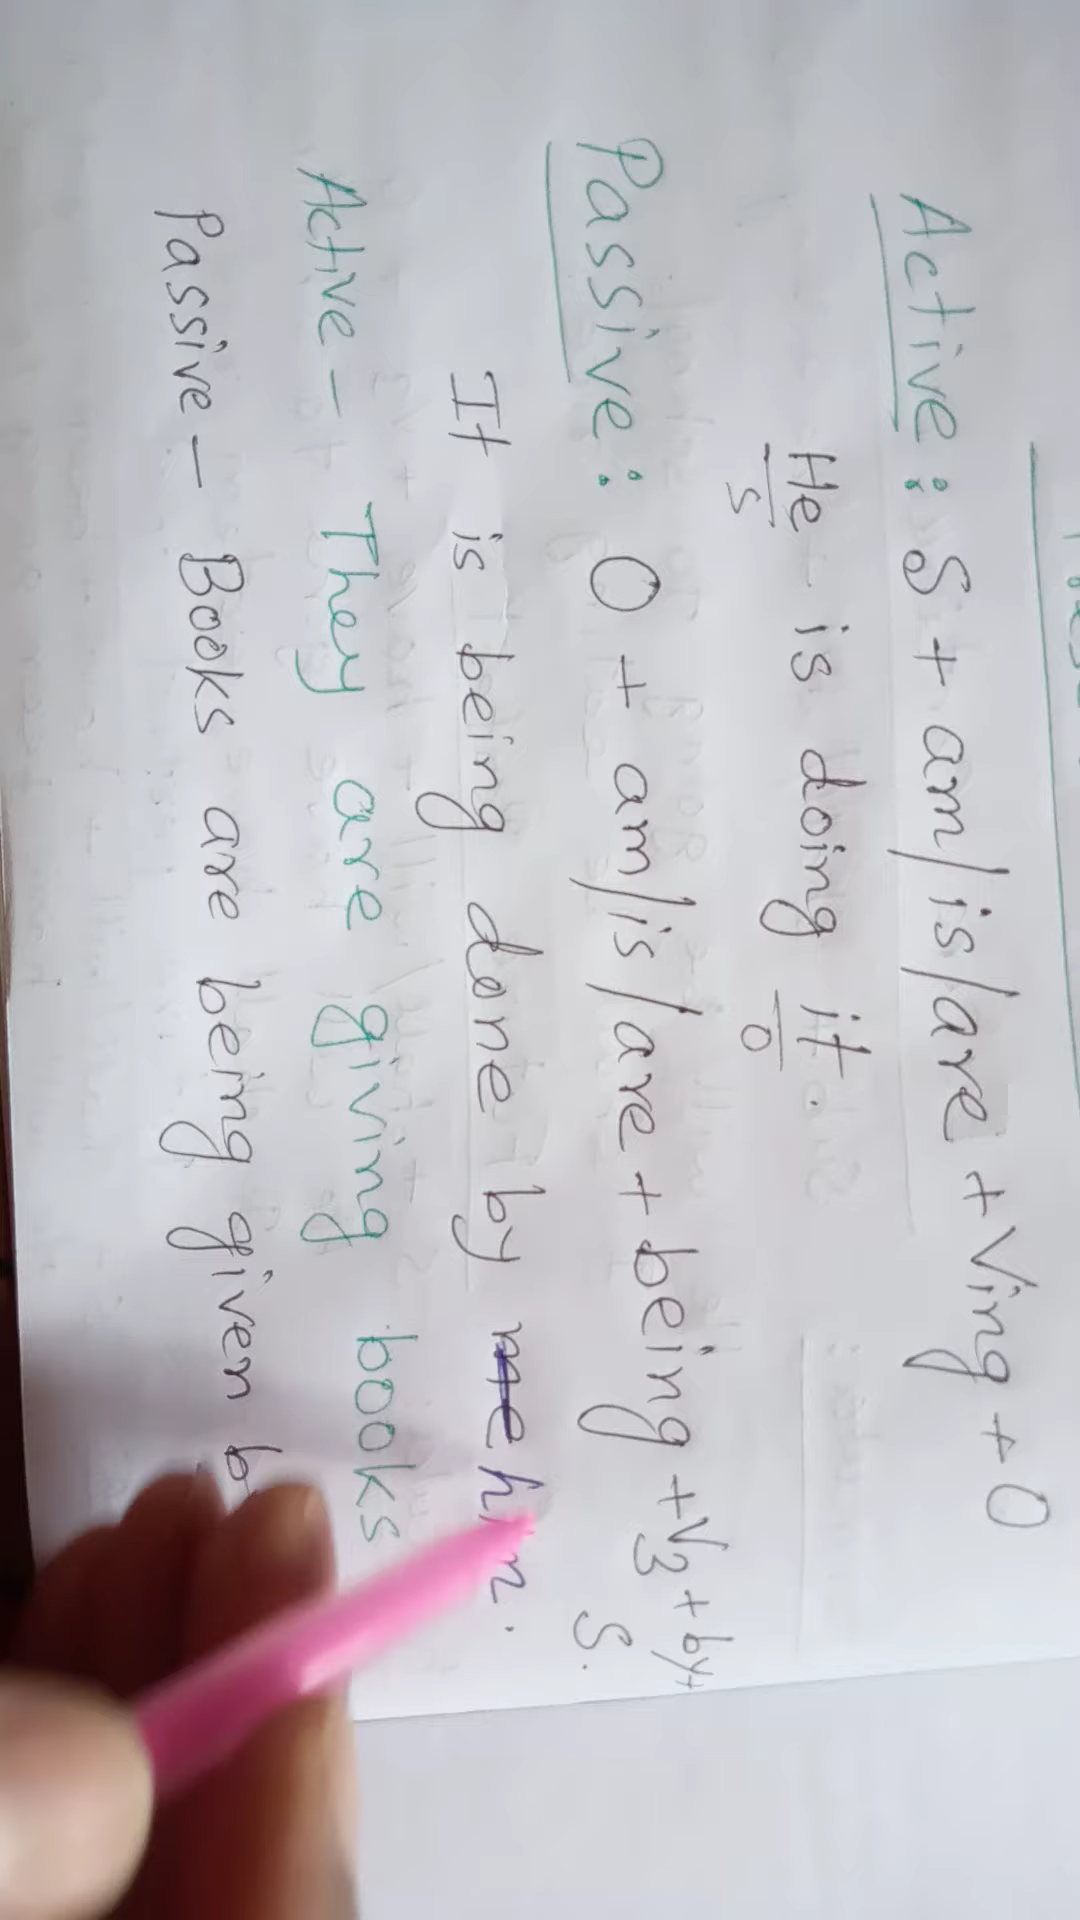 Active : S + am/is/are + Ving + O
He is doing it.
S O
Passive : O + am/is/are + being + V3 + by +
S.
It is being done by me
Active - They are giving books
Passive - Books are being given